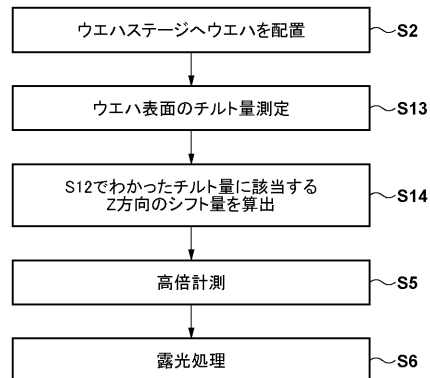 ウエハステージへウエハを配置 S2
ウエハ表面のチルト量測定 S13
S12でわかったチルト量に該当する
Z方向のシフト量を算出 S14
高倍計測 S5
露光処理 S6